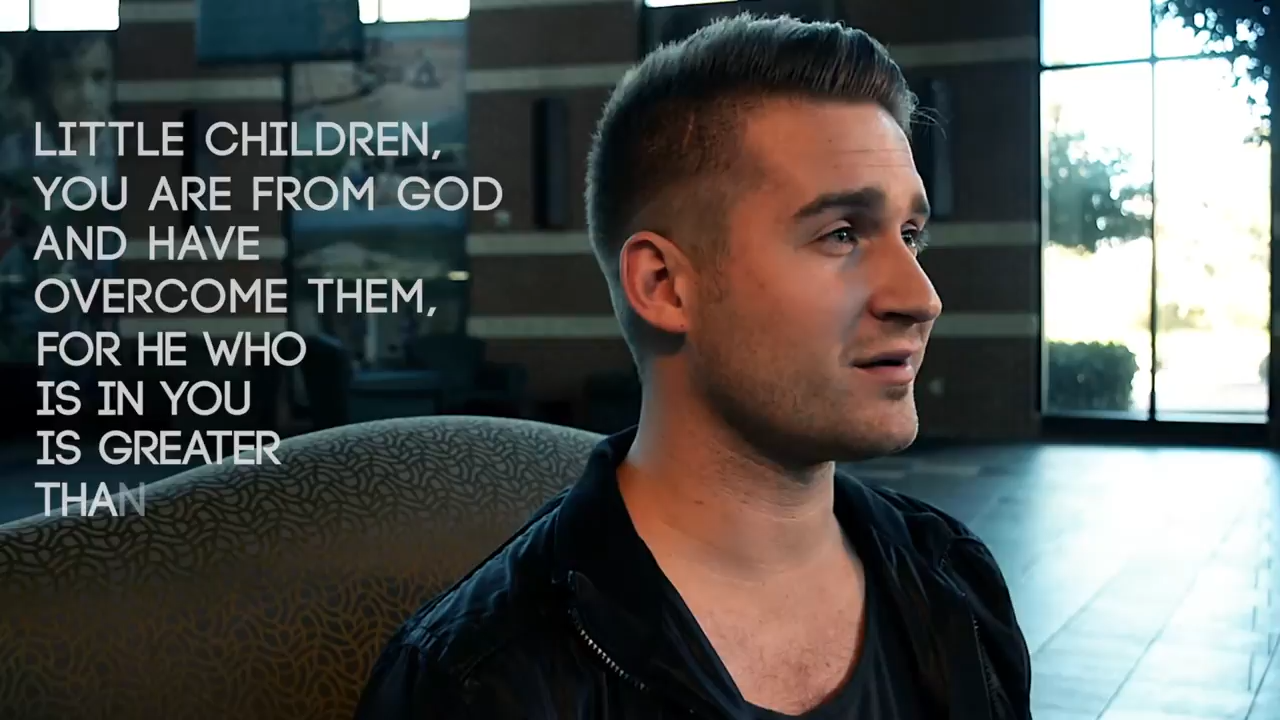 LITTLE CHILDREN,
YOU ARE FROM GOD
AND HAVE
OVERCOME THEM,
FOR HE WHO
IS IN YOU
IS GREATER
THAN